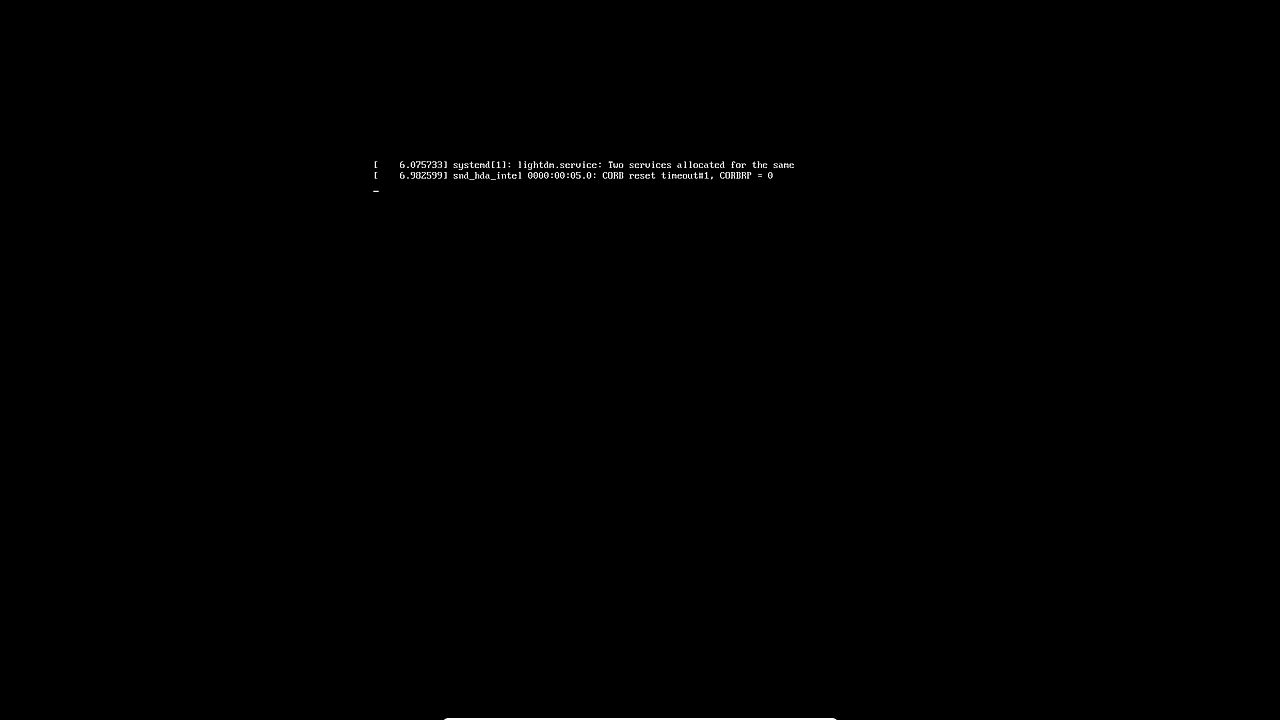 [    6.075733] systemd[1]: lightdm.service: Two services allocated for the same
[    6.982599] snd_hda_intel 0000:00:05.0: CORB reset timeout#1, CORBRP = 0
_